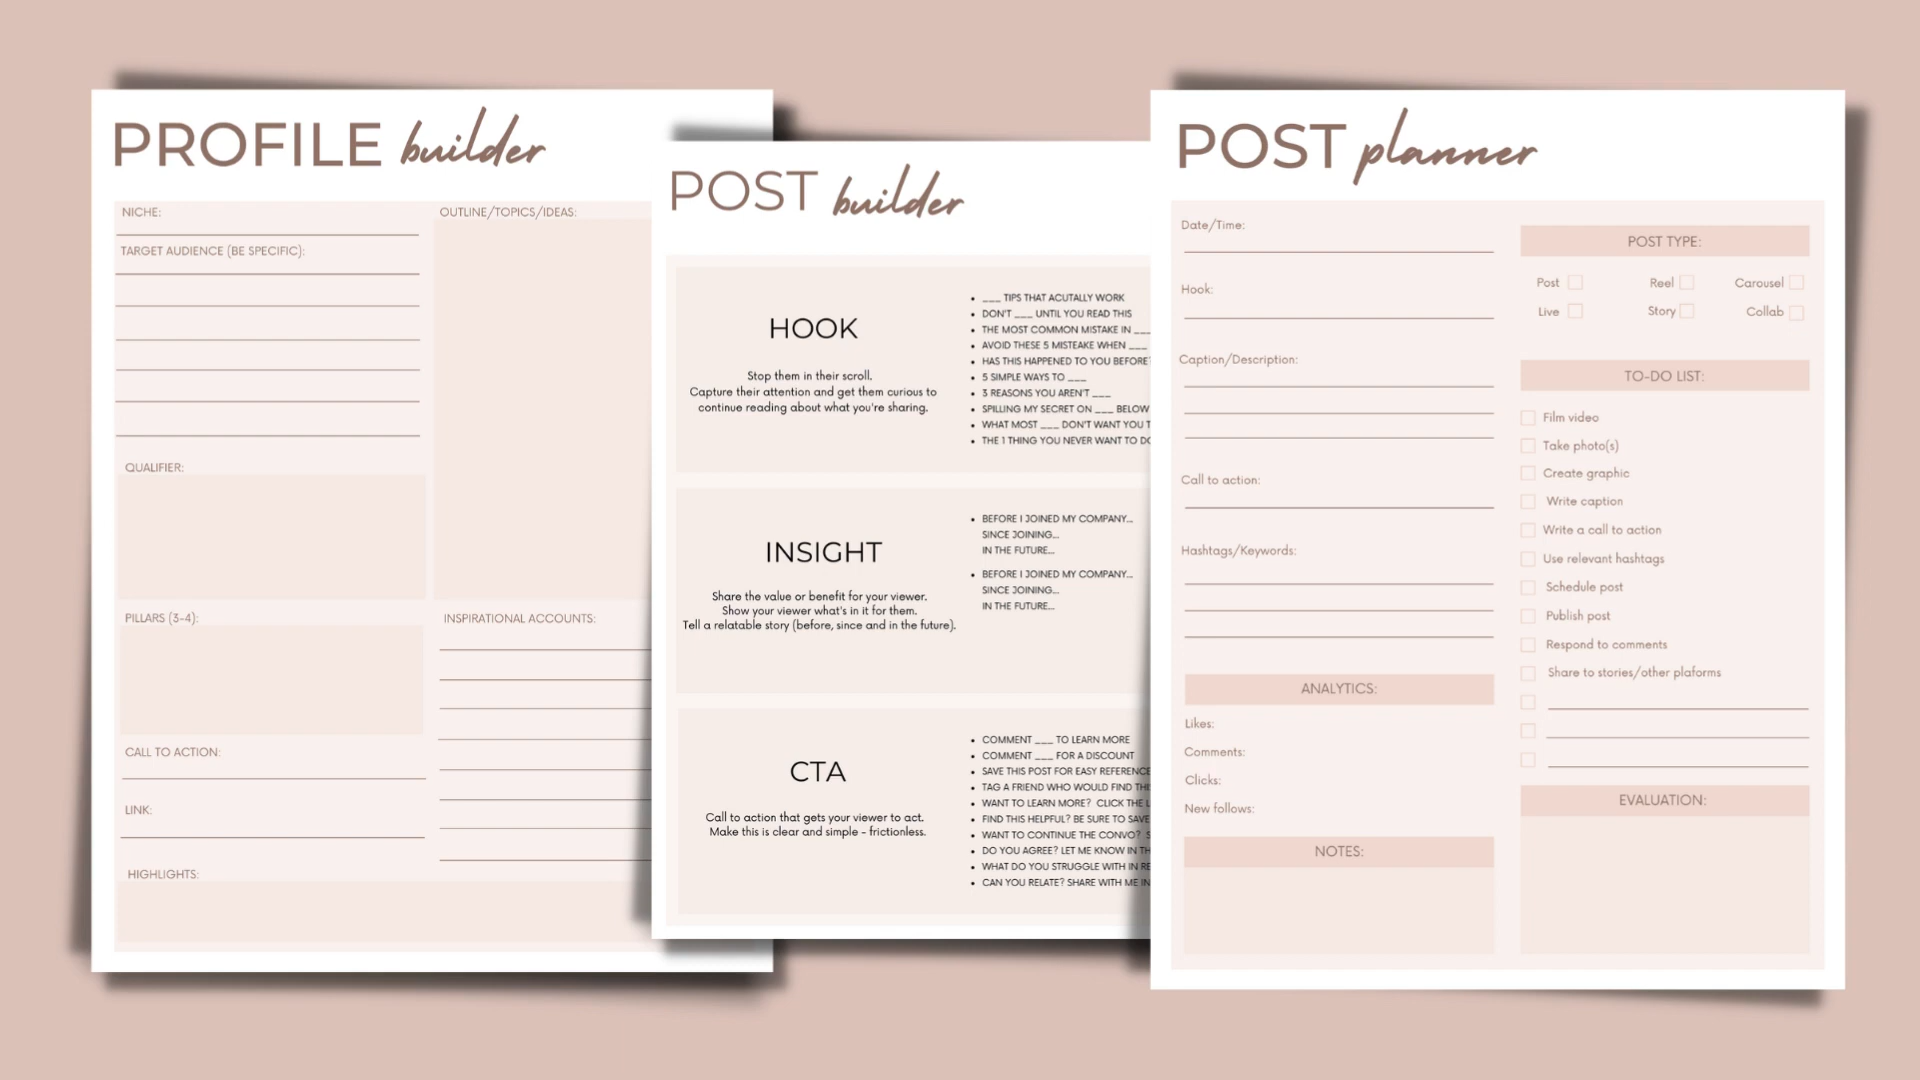 PROFILE builder
NICHE:
TARGET AUDIENCE (BE SPECIFIC):
QUALIFIER:
PILLARS (3-4):
CALL TO ACTION:
LINK:
HIGHLIGHTS:
OUTLINE/TOPICS/IDEAS:
INSPIRATIONAL ACCOUNTS:
POST builder
HOOK
Stop them in their scroll.
Capture their attention and get them curious to
continue reading about what you're sharing.
• ___ TIPS THAT ACUTALLY WORK
• DON'T ___ UNTIL YOU READ THIS
• THE MOST COMMON MISTAKE IN ___
• AVOID THESE 5 MISTEAKE WHEN ___
• HAS THIS HAPPENED TO YOU BEFORE
• 5 SIMPLE WAYS TO ___
• 3 REASONS YOU AREN'T ___
• SPILLING MY SECRET ON ___ BELOW
• WHAT MOST ___ DON'T WANT YOU
• THE 1 THING YOU NEVER WANT TO
INSIGHT
Share the value or benefit for your viewer.
Show your viewer what's in it for them.
Tell a relatable story (before, since and in the future).
• BEFORE I JOINED MY COMPANY...
SINCE JOINING...
IN THE FUTURE...
• BEFORE I JOINED MY COMPANY...
SINCE JOINING...
IN THE FUTURE...
CTA
Call to action that gets your viewer to act.
Make this is clear and simple - frictionless.
• COMMENT ___ TO LEARN MORE
• COMMENT ___ FOR A DISCOUNT
• SAVE THIS POST FOR EASY REFERENCE
• TAG A FRIEND WHO WOULD FIND
• WANT TO LEARN MORE? CLICK THE
• FIND THIS HELPFUL? BE SURE TO SAVE
• WANT TO CONTINUE THE CONVO?
• DO YOU AGREE? LET ME KNOW IN
• WHAT DO YOU STRUGGLE WITH IN
• CAN YOU RELATE? SHARE WITH ME
POST planner
Date/Time:
Hook:
Caption/Description:
Call to action:
Hashtags/Keywords:
ANALYTICS:
Likes:
Comments:
Clicks:
New follows:
NOTES:
POST TYPE:
Post Reel Carousel
Live Story Collab
TO-DO LIST:
Film video
Take photo(s)
Create graphic
Write caption
Write a call to action
Use relevant hashtags
Schedule post
Publish post
Respond to comments
Share to stories/other plaforms
EVALUATION: